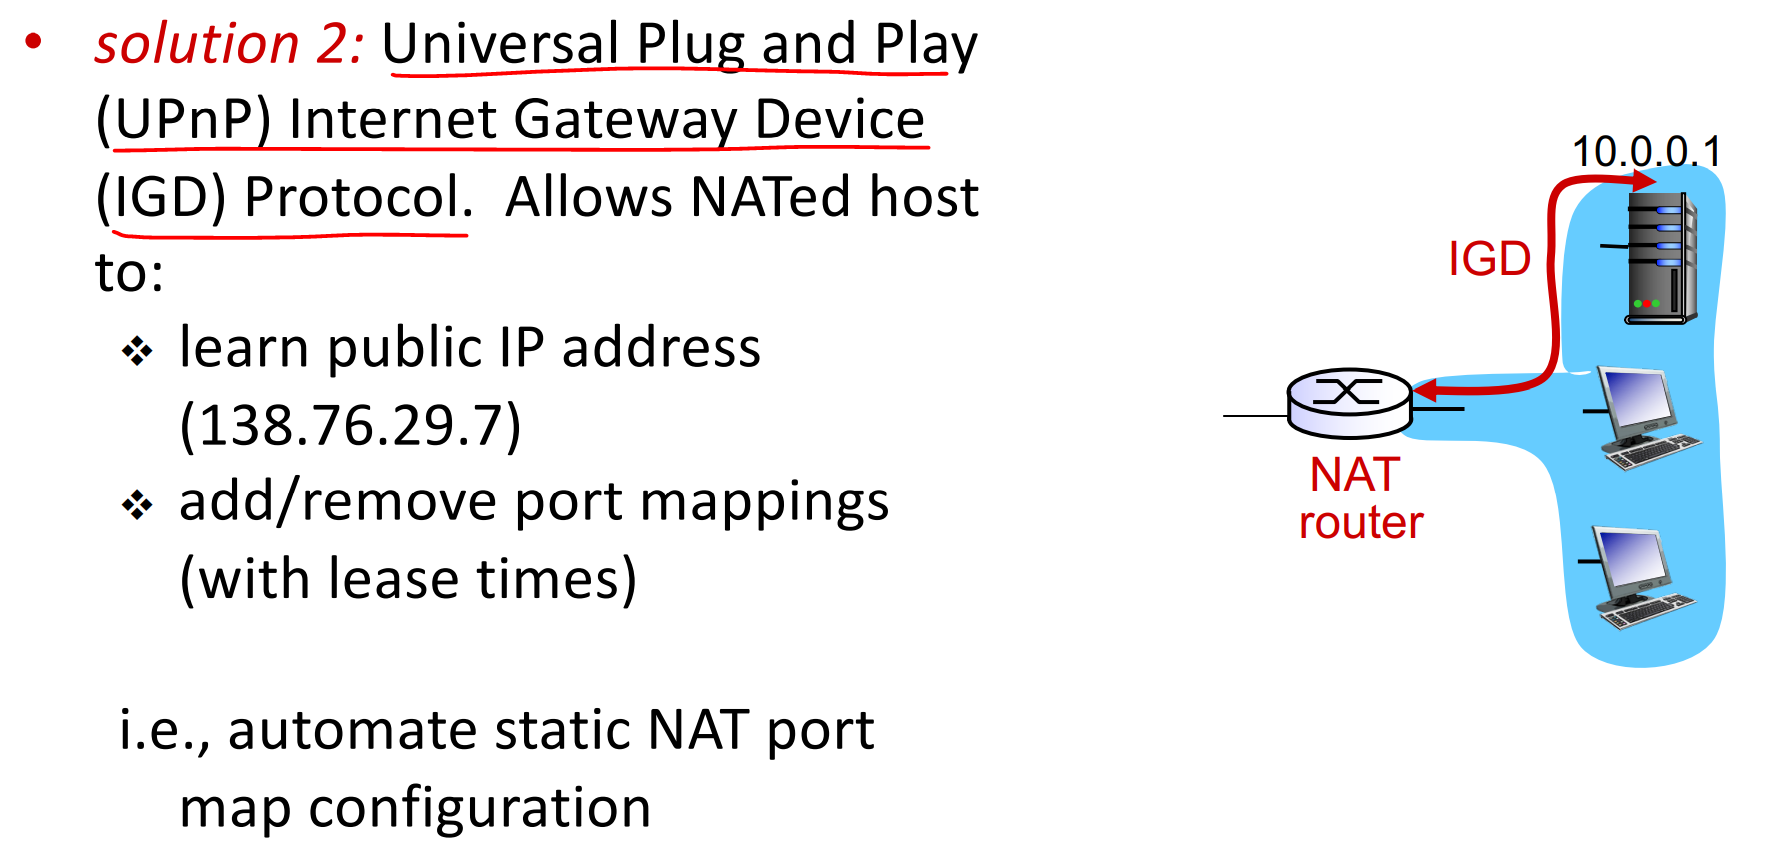 • solution 2: Universal Plug and Play
(UPnP) Internet Gateway Device
(IGD) Protocol.  Allows NATed host
to:
❖ learn public IP address
(138.76.29.7)
❖ add/remove port mappings
(with lease times)
i.e., automate static NAT port
map configuration
10.0.0.1
IGD
NAT
router